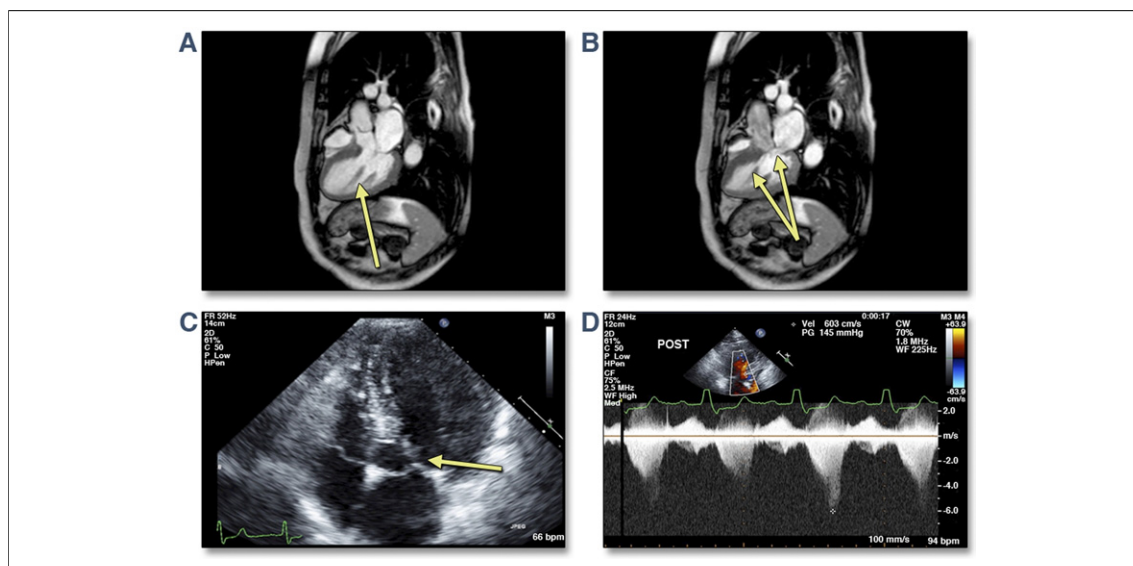 A
B
C
FR 52Hz
14cm
2D
61%
C 50
P Low
HPen
M3
JPEG
66 bpm
D
FR 24Hz
12cm
2D
61%
C 50
P Low
HPen
CF
75%
2.5 MHz
WF High
Med
POST
0:00:17
Vel 603 cm/s
PG 145 mmHg
CW
70%
1.8 MHz
WF 225Hz
M3 M4
+63.9
-63.9
cm/s
2.0
m/s
-2.0
-4.0
-6.0
100 mm/s
94 bpm